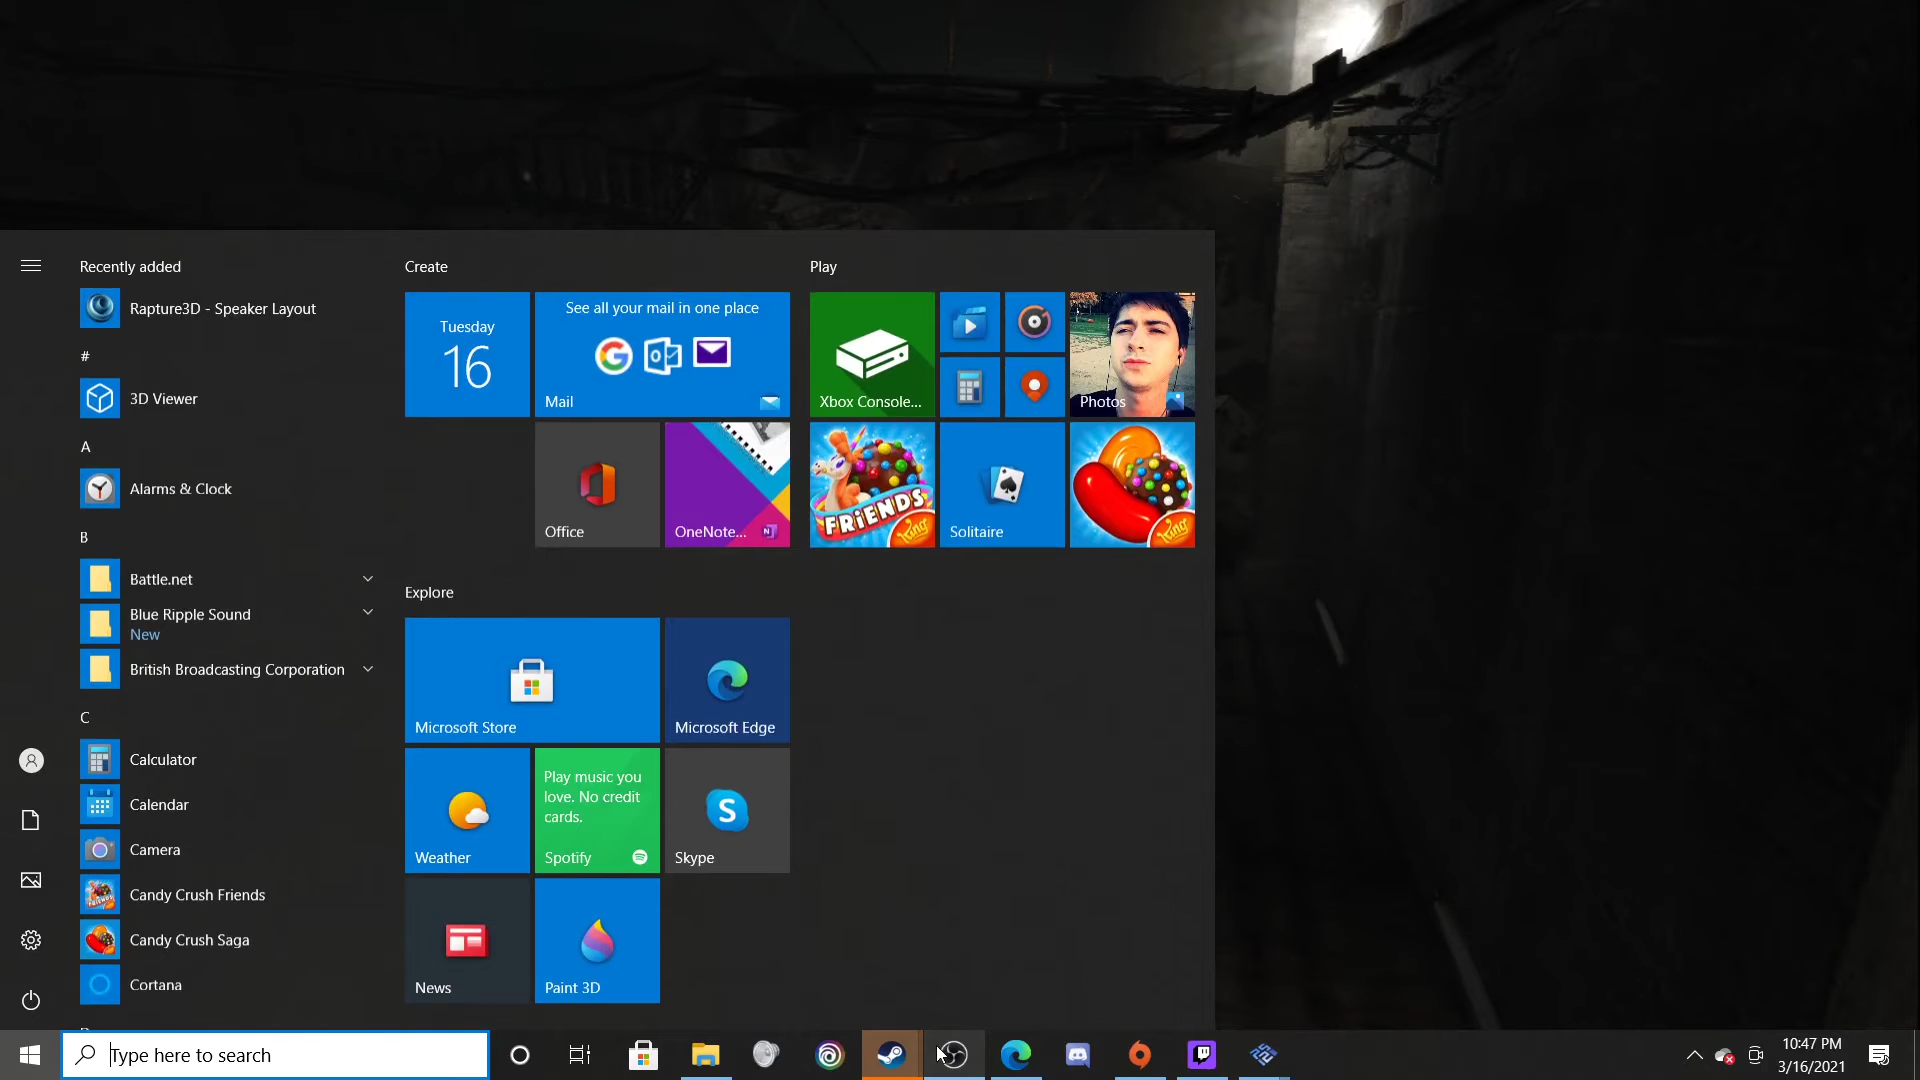 Recently added
Rapture3D - Speaker Layout
#
3D Viewer
A
Alarms & Clock
B
Battle.net
Blue Ripple Sound
New
British Broadcasting Corporation
C
Calculator
Calendar
Camera
Candy Crush Friends
Candy Crush Saga
Cortana
Create
Tuesday
16
See all your mail in one place
Mail
Office
OneNote...
Explore
Microsoft Store
Microsoft Edge
Weather
Play music you
love. No credit
cards.
Spotify
Skype
News
Paint 3D
Play
Xbox Console...
Photos
FRiENDS
King
Solitaire
King
Type here to search
10:47 PM
3/16/2021